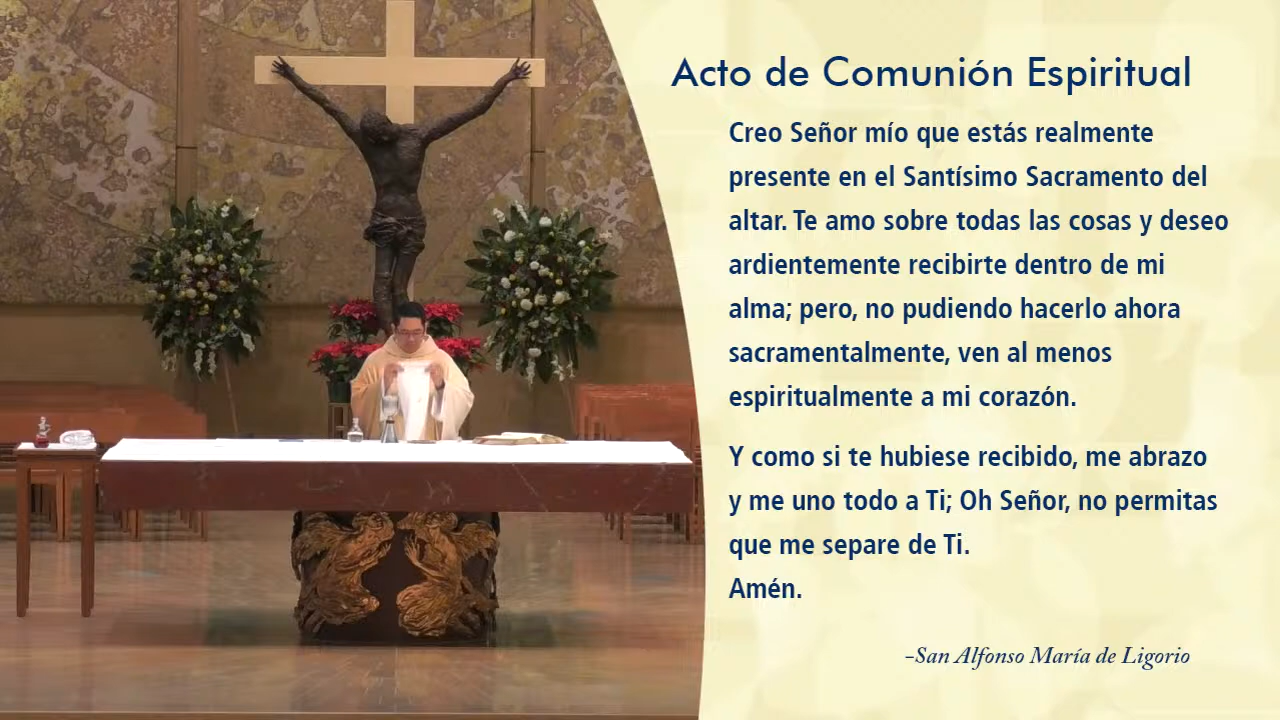 Acto de Comunión Espiritual
Creo Señor mío que estás realmente
presente en el Santísimo Sacramento del
altar. Te amo sobre todas las cosas y deseo
ardientemente recibirte dentro de mi
alma; pero, no pudiendo hacerlo ahora
sacramentalmente, ven al menos
espiritualmente a mi corazón.
Y como si te hubiese recibido, me abrazo
y me uno todo a Ti; Oh Señor, no permitas
que me separe de Ti.
Amén.
-San Alfonso María de Ligorio